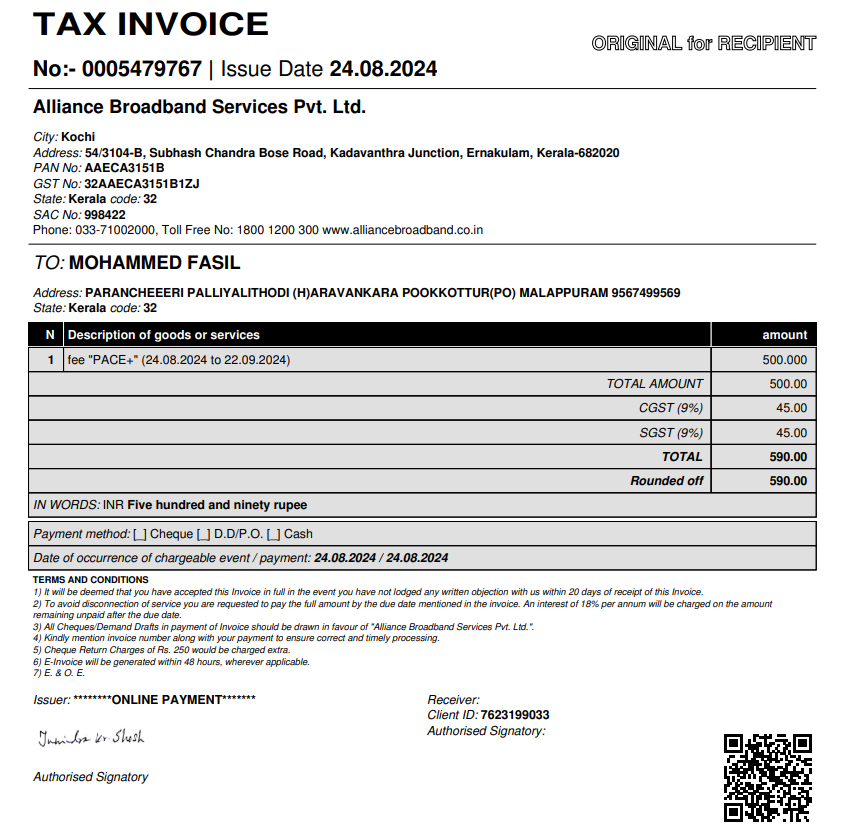 TAX INVOICE
ORIGINAL for RECIPIENT
No:- 0005479767 | Issue Date 24.08.2024
Alliance Broadband Services Pvt. Ltd.
City: Kochi
Address: 54/3104-B, Subhash Chandra Bose Road, Kadavanthra Junction, Ernakulam, Kerala-682020
PAN No: AAECA3151B
GST No: 32AAECA3151B1ZJ
State: Kerala code: 32
SAC No: 998422
Phone: 033-71002000, Toll Free No: 1800 1200 300 www.alliancebroadband.co.in
TO: MOHAMMED FASIL
Address: PARANCHEEERI PALLIYALITHODI (H)ARAVANKARA POOKKOTTUR(PO) MALAPPURAM 9567499569
State: Kerala code: 32
N Description of goods or services amount
1 fee "PACE+" (24.08.2024 to 22.09.2024) 500.000
TOTAL AMOUNT 500.00
CGST (9%) 45.00
SGST (9%) 45.00
TOTAL 590.00
Rounded off 590.00
IN WORDS: INR Five hundred and ninety rupee
Payment method: [_] Cheque [_] D.D/P.O. [_] Cash
Date of occurrence of chargeable event / payment: 24.08.2024 / 24.08.2024
TERMS AND CONDITIONS
1) It will be deemed that you have accepted this Invoice in full in the event you have not lodged any written objection with us within 20 days of receipt of this Invoice.
2) To avoid disconnection of service you are requested to pay the full amount by the due date mentioned in the invoice. An interest of 18% per annum will be charged on the amount
remaining unpaid after the due date.
3) All Cheques/Demand Drafts in payment of Invoice should be drawn in favour of "Alliance Broadband Services Pvt. Ltd.".
4) Kindly mention invoice number along with your payment to ensure correct and timely processing.
5) Cheque Return Charges of Rs. 250 would be charged extra.
6) E-Invoice will be generated within 48 hours, wherever applicable.
7) E. & O. E.
Issuer: ********ONLINE PAYMENT*******
Receiver:
Client ID: 7623199033
Authorised Signatory:
Authorised Signatory